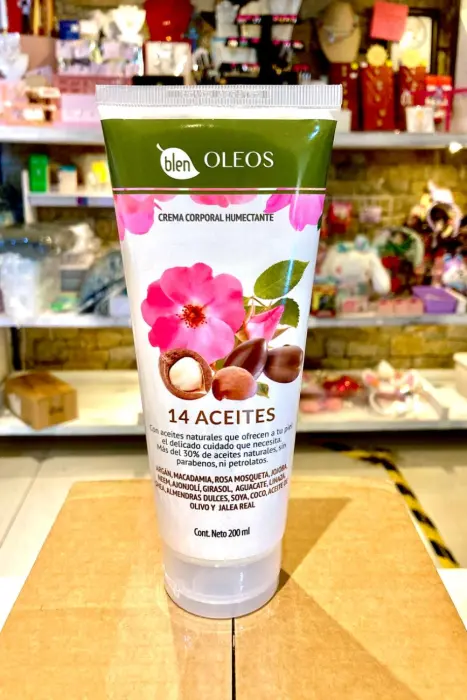 blen OLEOS
CREMA CORPORAL HUMECTANTE
14 ACEITES
Con aceites naturales que ofrecen a tu piel
el delicado cuidado que necesita.
Más del 30% de aceites naturales, sin
parabenos, ni petrolatos.
ARGÁN, MACADAMIA, ROSA MOSQUETA, JOJOBA,
NEEM, AJONJOLÍ, GIRASOL, AGUACATE, LINAZA,
SHEA, ALMENDRAS DULCES, SOYA, COCO, ACEITE DE
OLIVO Y JALEA REAL
Cont. Neto 200 ml